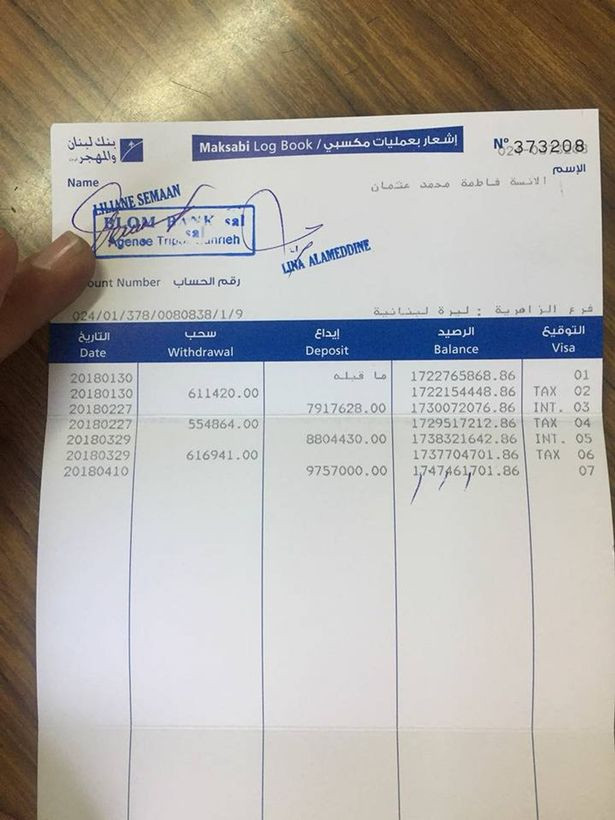 بنك لبنان
والمهجر
Maksabi Log Book / إشعار بعمليات مكسبي
Nº 373208
الإسم
Name
الانسة فاطمة محمد عثمان
LILIANE SEMAAN
BLOM BANK sal
sal
Agence
LINA ALAMEDDINE
ount Number رقم الحساب
024/01/378/0080838/1/9
فرع الزاهرية : ليرة لبنانية
التاريخ سحب إيداع الرصيد التوقيع
Date Withdrawal Deposit Balance Visa
20180130 ما قبله 1722765868.86 01
20180130 611420.00 1722154448.86 TAX 02
20180227 7917628.00 1730072076.86 INT. 03
20180227 554864.00 1729517212.86 TAX 04
20180329 8804430.00 1738321642.86 INT. 05
20180329 616941.00 1737704701.86 TAX 06
20180410 9757000.00 1747461701.86 07